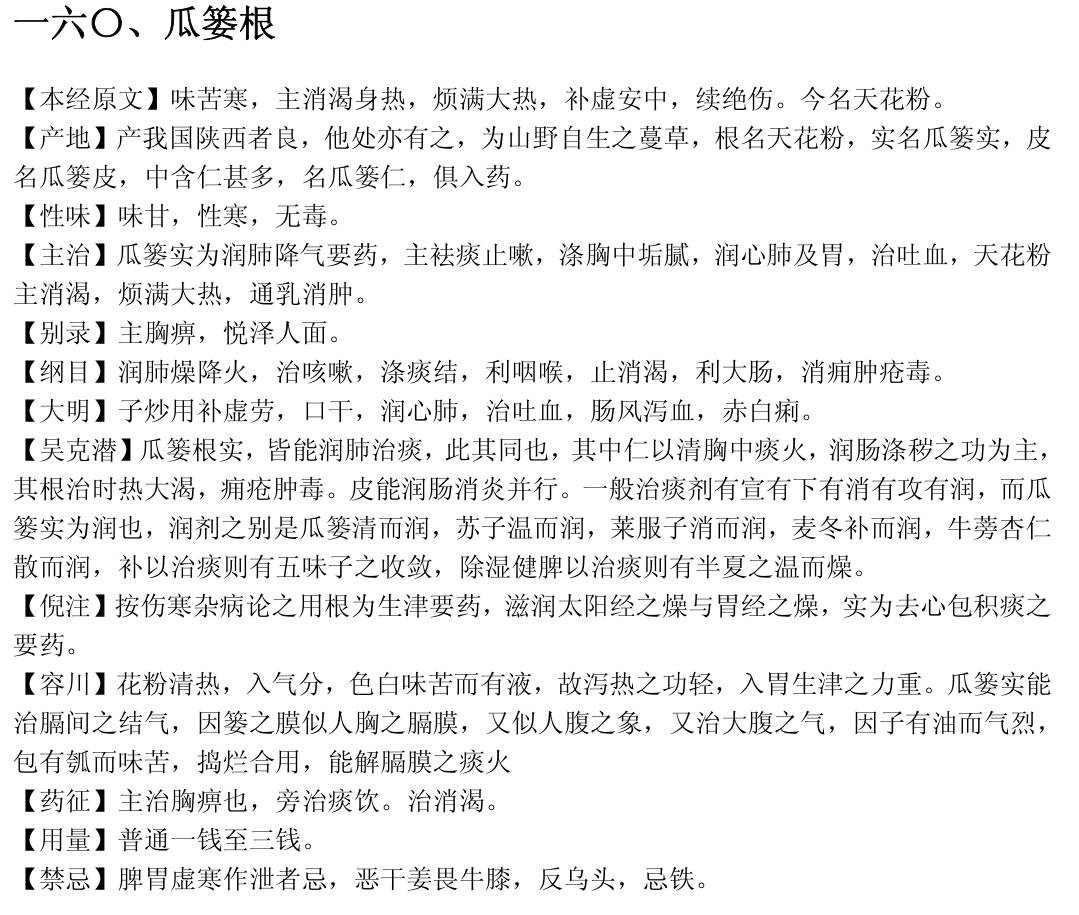 一六〇、瓜篓根
【本经原文】味苦寒，主消渴身热，烦满大热，补虚安中，续绝伤。今名天花粉。
【产地】产我国陕西者良，他处亦有之，为山野自生之蔓草，根名天花粉，实名瓜篓实，皮
名瓜篓皮，中含仁甚多，名瓜篓仁，俱入药。
【性味】味甘，性寒，无毒。
【主治】瓜篓实为润肺降气要药，主袪痰止嗽，涤胸中垢腻，润心肺及胃，治吐血，天花粉
主消渴，烦满大热，通乳消肿。
【别录】主胸痹，悦泽人面。
【纲目】润肺燥降火，治咳嗽，涤痰结，利咽喉，止消渴，利大肠，消痈肿疮毒。
【大明】子炒用补虚劳，口干，润心肺，治吐血，肠风泻血，赤白痢。
【吴克潜】瓜篓根实，皆能润肺治痰，此其同也，其中仁以清胸中痰火，润肠涤秽之功为主，
其根治时热大渴，痈疮肿毒。皮能润肠消炎并行。一般治痰剂有宣有下有消有攻有润，而瓜
篓实为润也，润剂之别是瓜篓清而润，苏子温而润，莱服子消而润，麦冬补而润，牛蒡杏仁
散而润，补以治痰则有五味子之收敛，除湿健脾以治痰则有半夏之温而燥。
【倪注】按伤寒杂病论之用根为生津要药，滋润太阳经之燥与胃经之燥，实为去心包积痰之
要药。
【容川】花粉清热，入气分，色白味苦而有液，故泻热之功轻，入胃生津之力重。瓜篓实能
治膈间之结气，因篓之膜似人胸之膈膜，又似人腹之象，又治大腹之气，因子有油而气烈，
包有瓠而味苦，捣烂合用，能解膈膜之痰火
【药征】主治胸痹也，旁治痰饮。治消渴。
【用量】普通一钱至三钱。
【禁忌】脾胃虚寒作泄者忌，恶干姜畏牛膝，反乌头，忌铁。